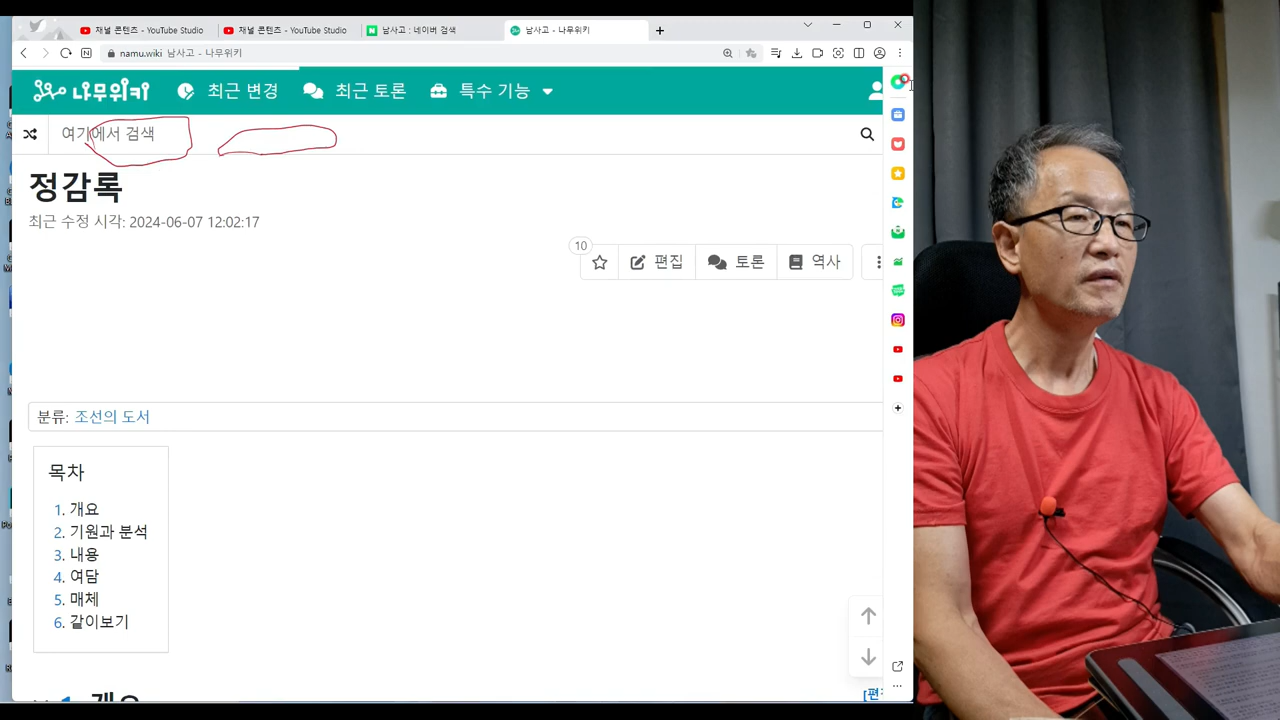 재널 콘텐츠 - YouTube Studio
재널 콘텐츠 - YouTube Studio
남사고 : 네이버 검색
남사고 - 나무위키
namu.wiki 남사고 - 나무위키
나무위키
최근 변경
최근 토론
특수 기능
여기에서 검색
정감록
최근 수정 시각: 2024-06-07 12:02:17
10
편집
토론
역사
분류: 조선의 도서
목차
1. 개요
2. 기원과 분석
3. 내용
4. 여담
5. 매체
6. 같이보기
1. 개요